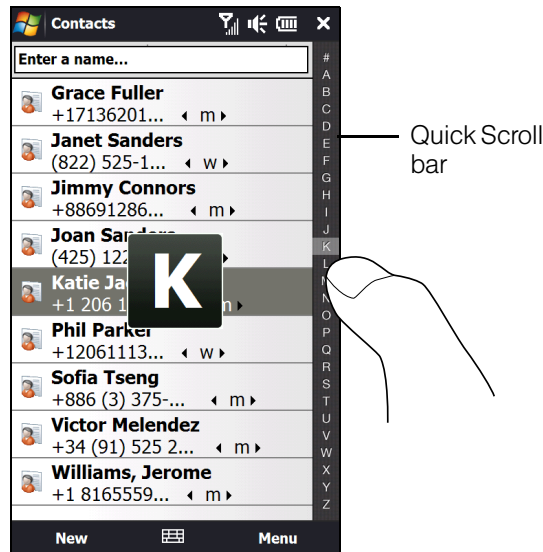 Contacts
Enter a name...
#
A
B
C
D
E
F
G
H
I
J
K
L
M
N
O
P
Q
R
S
T
U
V
W
X
Y
Z
Grace Fuller
+17136201... m
Janet Sanders
(822) 525-1... w
Jimmy Connors
+88691286... m
Joan
(425) 122
K
Katie
+1 206 1 m
Phil Parker
+12061113... w
Sofia Tseng
+886 (3) 375-... m
Victor Melendez
+34 (91) 525 2... m
Williams, Jerome
+1 8165559... m
New
Menu
Quick Scroll
bar